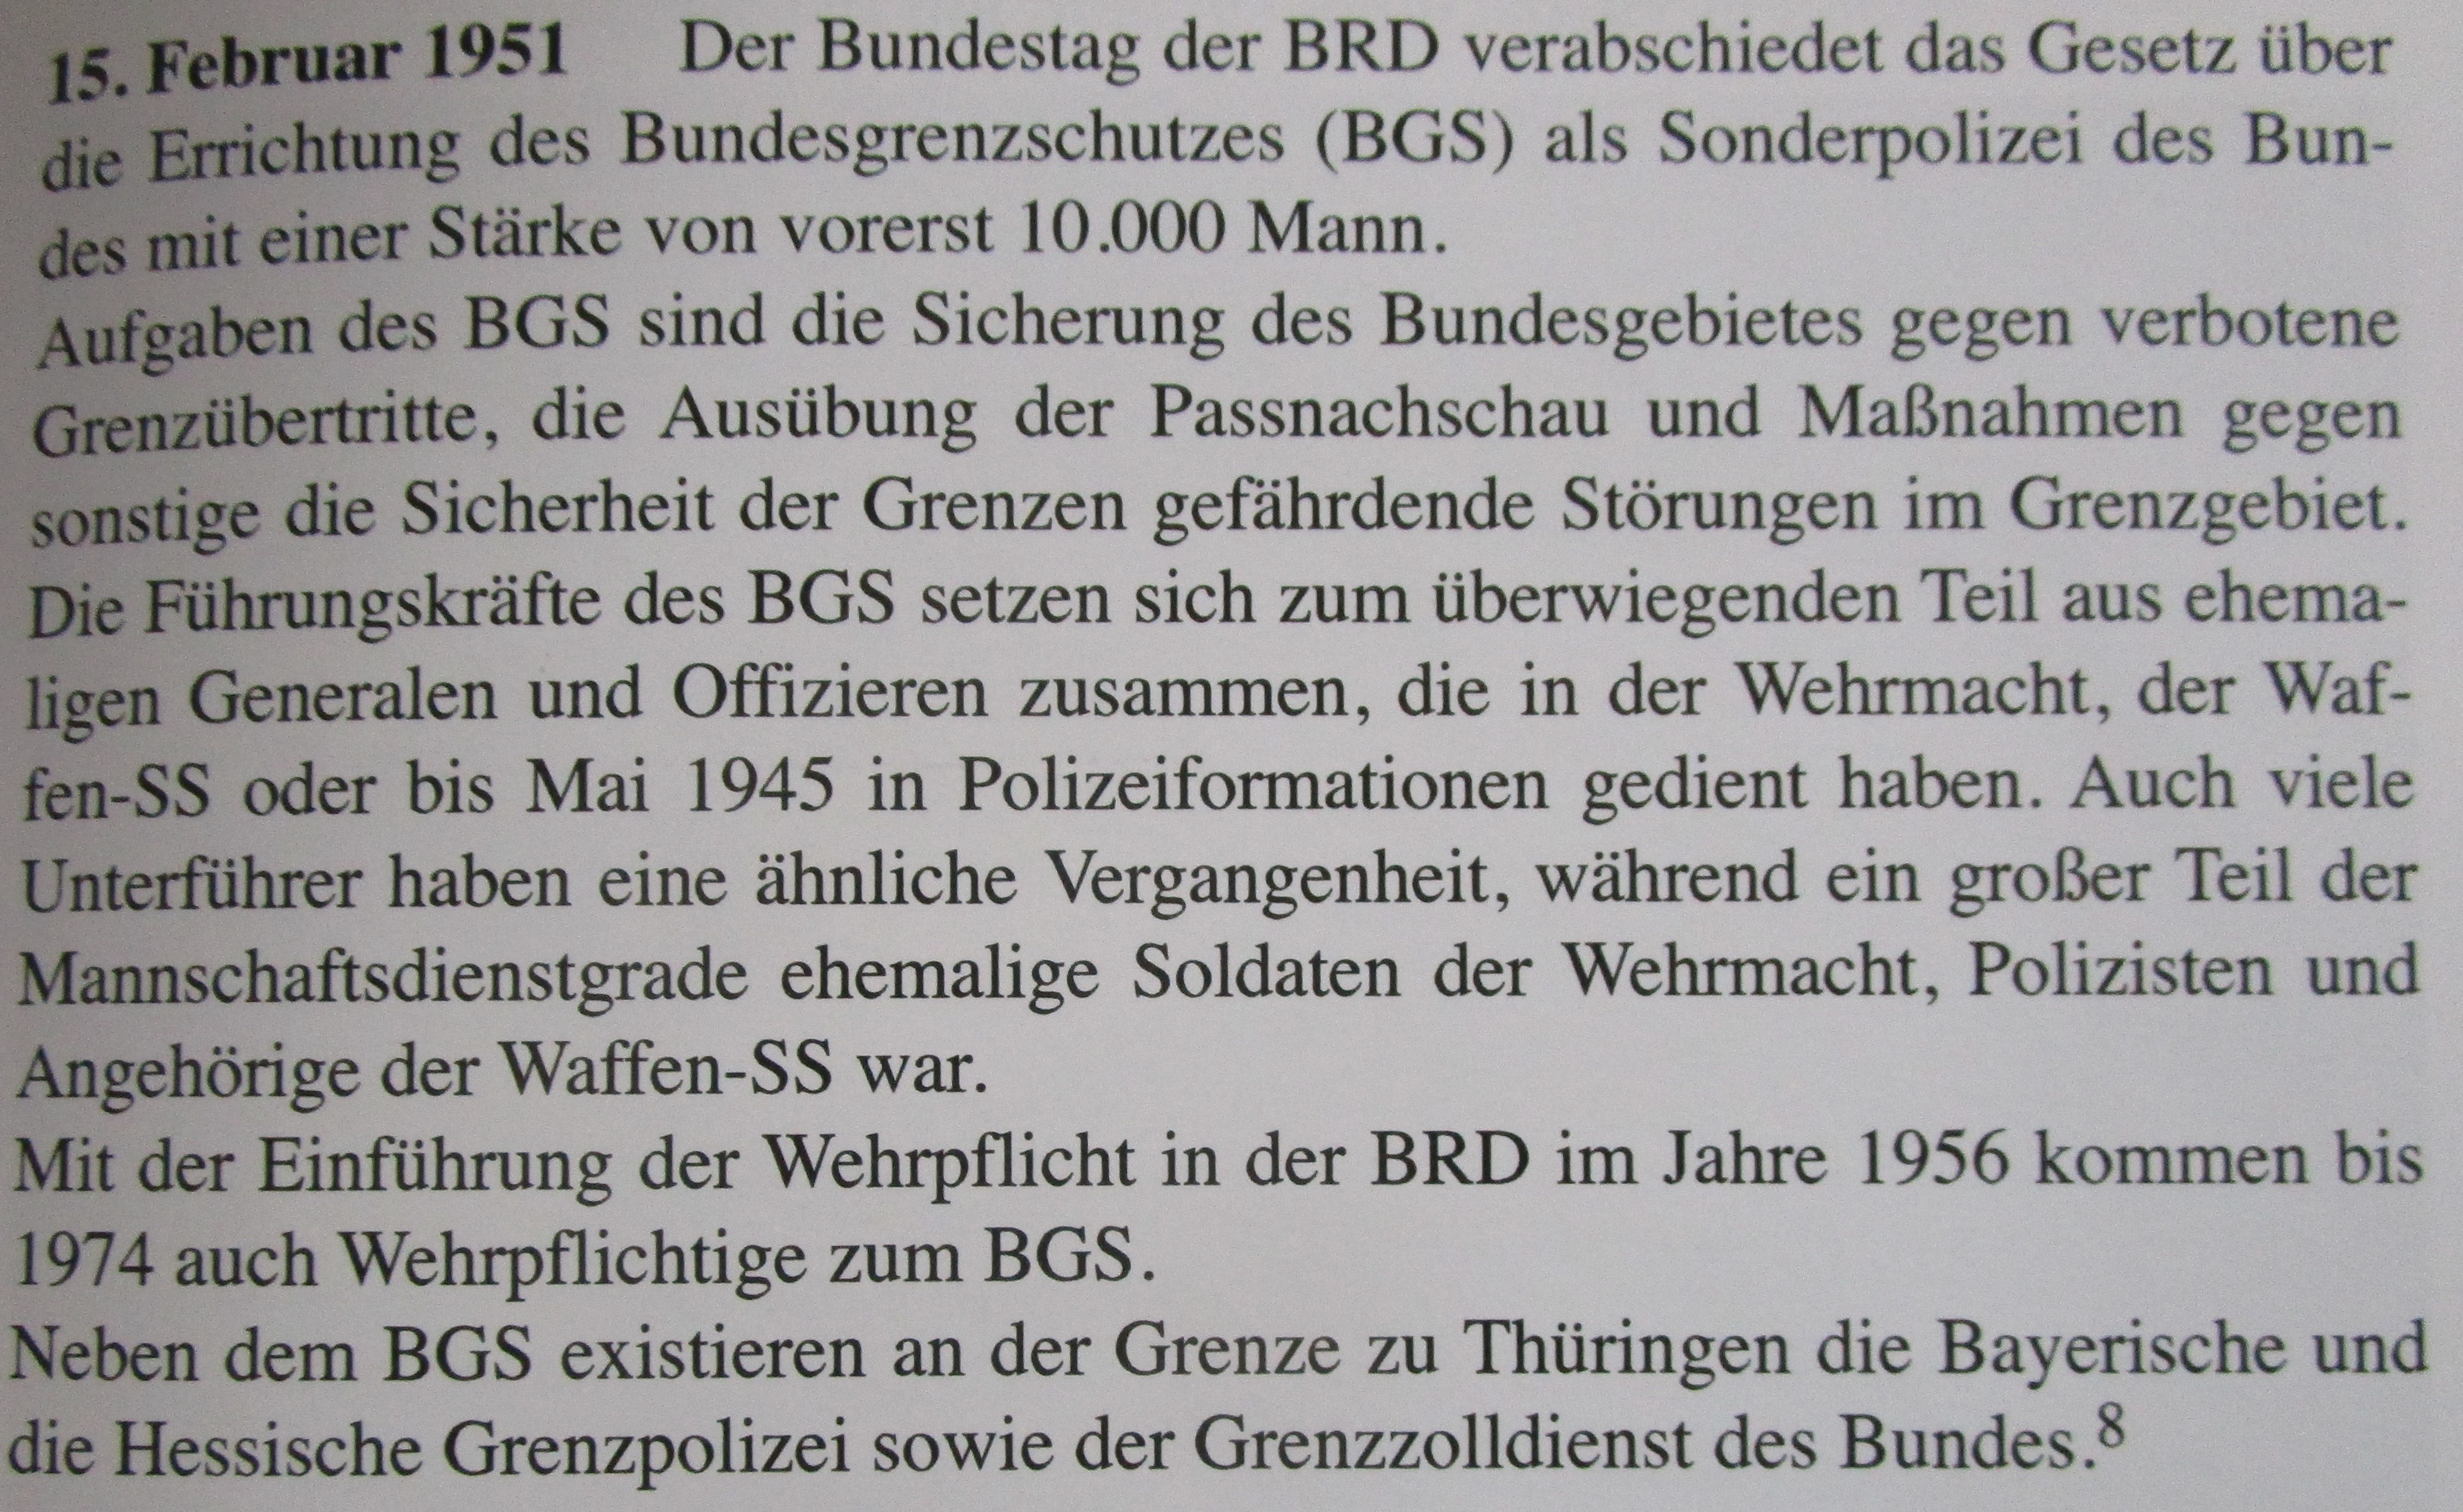 15. Februar 1951 Der Bundestag der BRD verabschiedet das Gesetz über
die Errichtung des Bundesgrenzschutzes (BGS) als Sonderpolizei des Bun-
des mit einer Stärke von vorerst 10.000 Mann.
Aufgaben des BGS sind die Sicherung des Bundesgebietes gegen verbotene
Grenzübertritte, die Ausübung der Passnachschau und Maßnahmen gegen
sonstige die Sicherheit der Grenzen gefährdende Störungen im Grenzgebiet.
Die Führungskräfte des BGS setzen sich zum überwiegenden Teil aus ehema-
ligen Generalen und Offizieren zusammen, die in der Wehrmacht, der Waf-
fen-SS oder bis Mai 1945 in Polizeiformationen gedient haben. Auch viele
Unterführer haben eine ähnliche Vergangenheit, während ein großer Teil der
Mannschaftsdienstgrade ehemalige Soldaten der Wehrmacht, Polizisten und
Angehörige der Waffen-SS war.
Mit der Einführung der Wehrpflicht in der BRD im Jahre 1956 kommen bis
1974 auch Wehrpflichtige zum BGS.
Neben dem BGS existieren an der Grenze zu Thüringen die Bayerische und
die Hessische Grenzpolizei sowie der Grenzzolldienst des Bundes.⁸